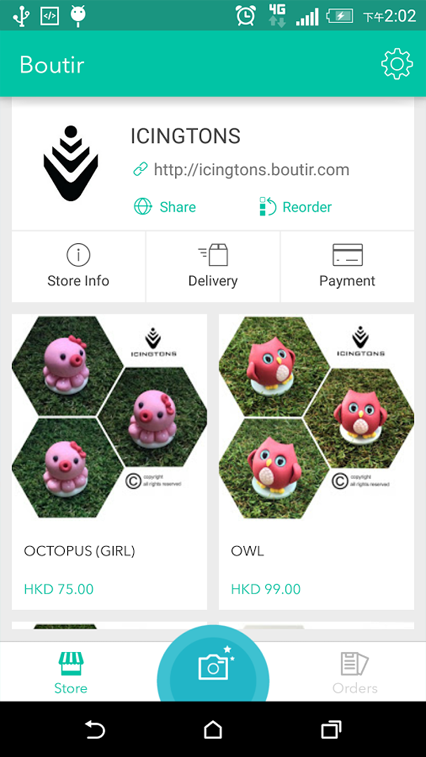 4G
下午2:02
Boutir
ICINGTONS
http://icingtons.boutir.com
Share
Reorder
Store Info
Delivery
Payment
ICINGTONS
copyright
all rights reserved
ICINGTONS
copyright
all rights reserved
OCTOPUS (GIRL)
OWL
HKD 75.00
HKD 99.00
Store
Orders